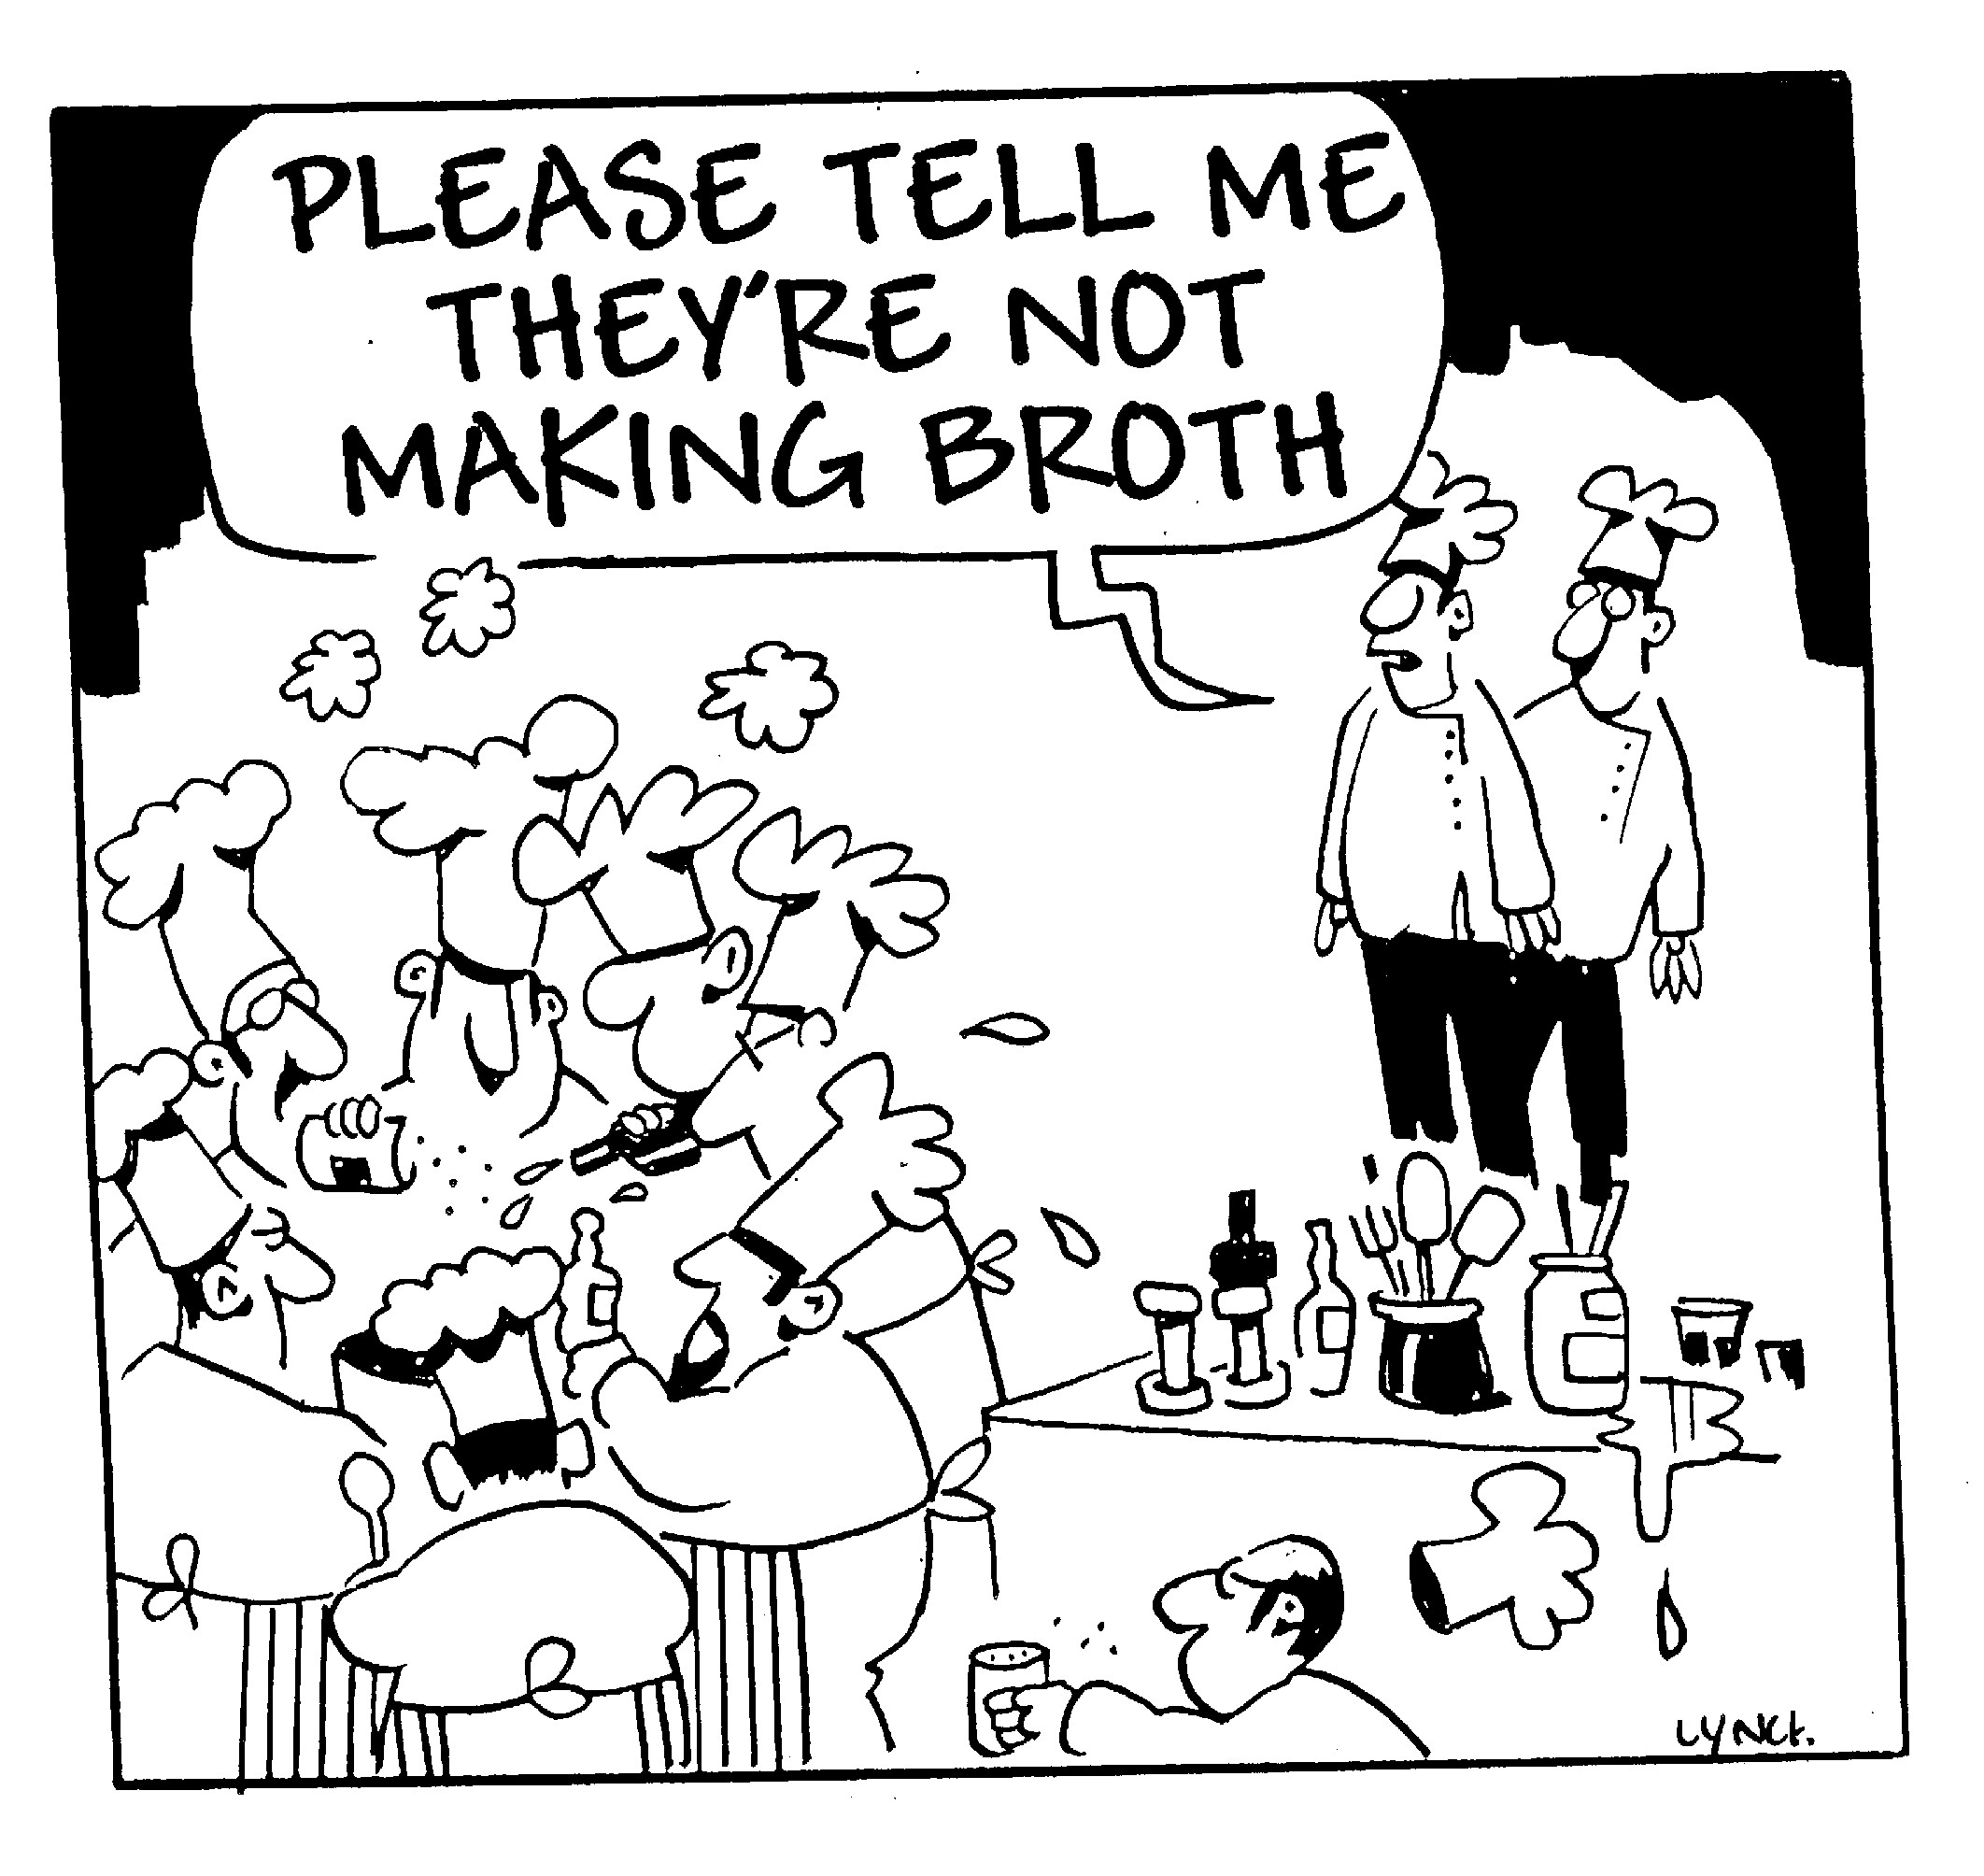 PLEASE TELL ME
THEY'RE NOT
MAKING BROTH
LYNCH.